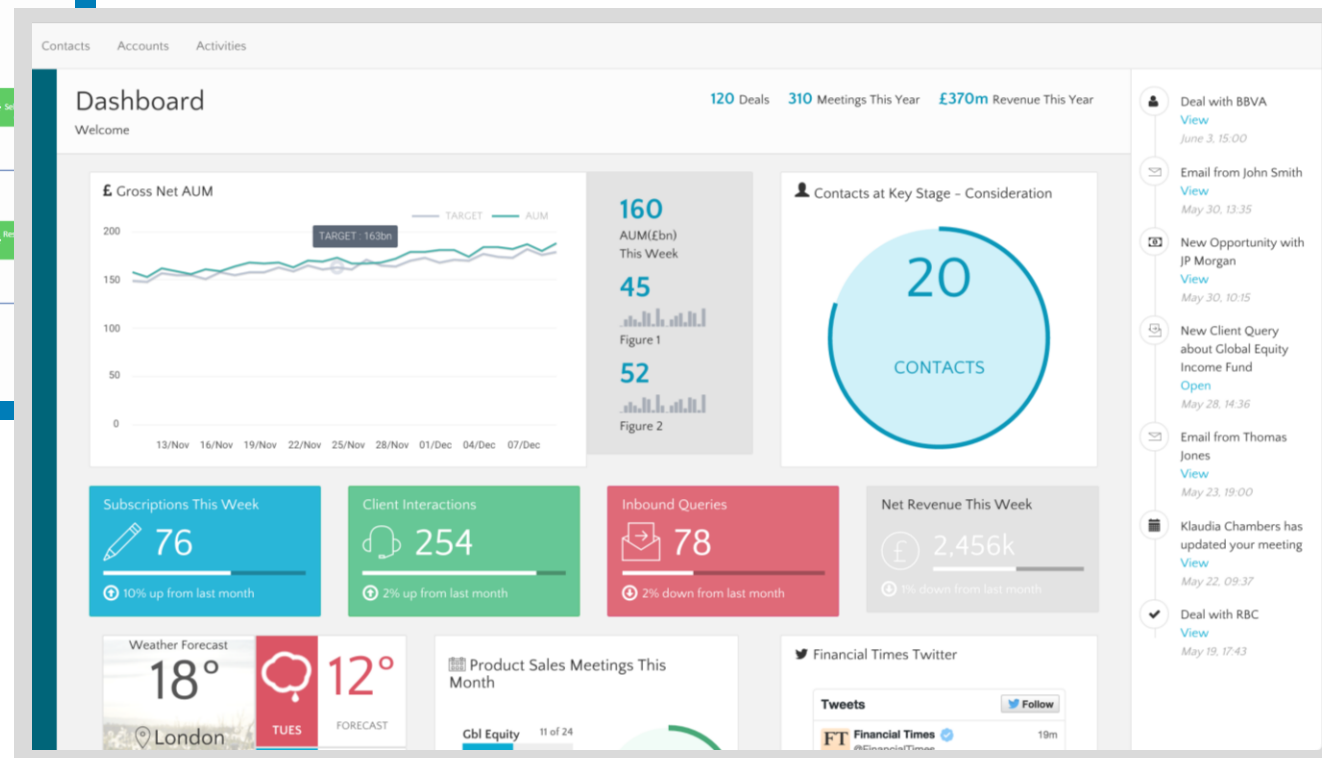 Contacts Accounts Activities
Dashboard
Welcome
120 Deals 310 Meetings This Year £370m Revenue This Year
£ Gross Net AUM
TARGET AUM
TARGET : 163bn
200
150
100
50
0
13/Nov 16/Nov 19/Nov 22/Nov 25/Nov 28/Nov 01/Dec 04/Dec 07/Dec
160
AUM(£bn)
This Week
45
Figure 1
52
Figure 2
Contacts at Key Stage – Consideration
20
CONTACTS
Subscriptions This Week
76
10% up from last month
Client Interactions
254
2% up from last month
Inbound Queries
78
2% down from last month
Net Revenue This Week
£
2,456k
1% down from last month
Weather Forecast
18°
London
TUES
12°
FORECAST
Product Sales Meetings This
Month
Gbl Equity 11 of 24
Financial Times Twitter
Tweets Follow
FT Financial Times 19m
@FinancialTimes
Deal with BBVA
View
June 3, 15:00
Email from John Smith
View
May 30, 13:35
New Opportunity with
JP Morgan
View
May 30, 10:15
New Client Query
about Global Equity
Income Fund
Open
May 28, 14:36
Email from Thomas
Jones
View
May 23, 19:00
Klaudia Chambers has
updated your meeting
View
May 22, 09:37
Deal with RBC
View
May 19, 17:43